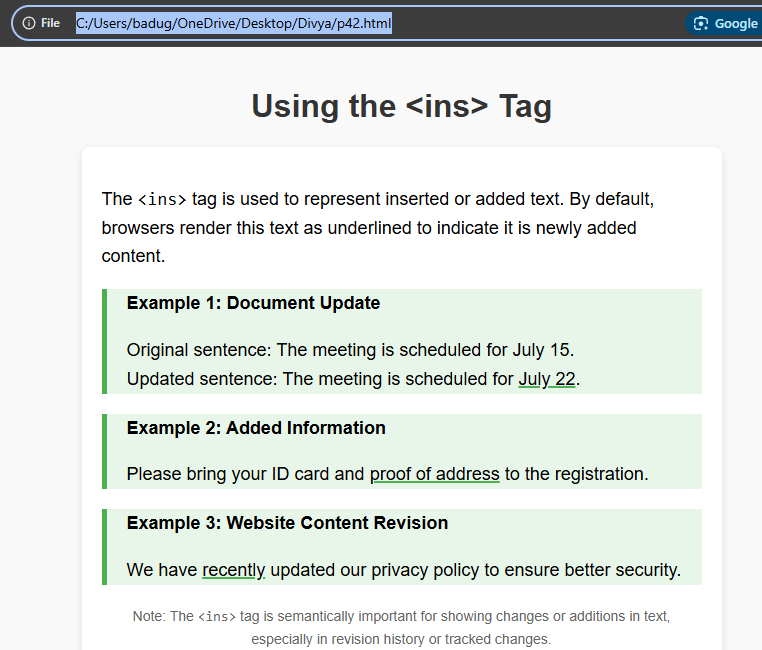 File C:/Users/badug/OneDrive/Desktop/Divya/p42.html Google
Using the <ins> Tag
The <ins> tag is used to represent inserted or added text. By default,
browsers render this text as underlined to indicate it is newly added
content.
Example 1: Document Update
Original sentence: The meeting is scheduled for July 15.
Updated sentence: The meeting is scheduled for July 22.
Example 2: Added Information
Please bring your ID card and proof of address to the registration.
Example 3: Website Content Revision
We have recently updated our privacy policy to ensure better security.
Note: The <ins> tag is semantically important for showing changes or additions in text,
especially in revision history or tracked changes.